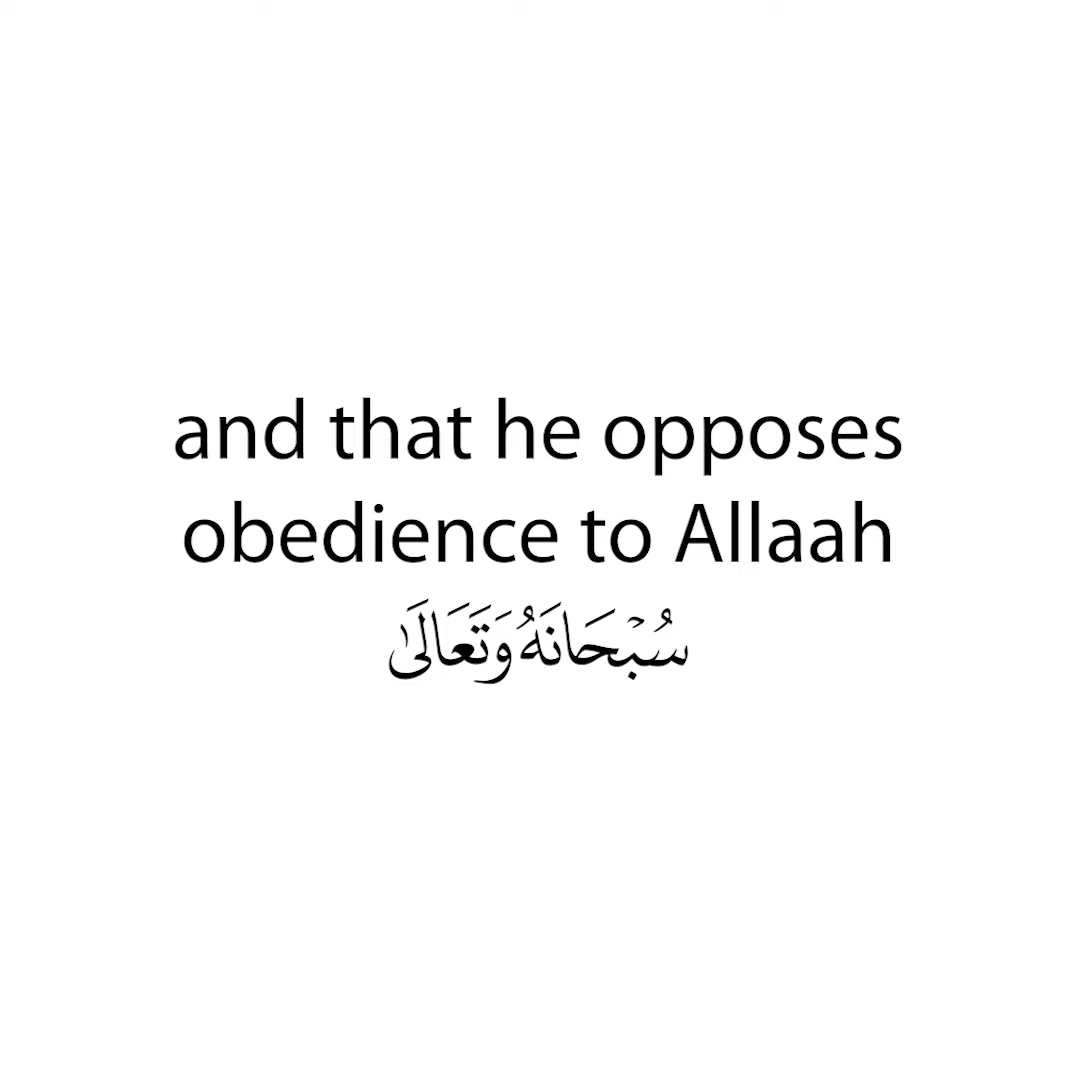 and that he opposes
obedience to Allaah
سُبْحَانَهُ وَتَعَالَىٰ